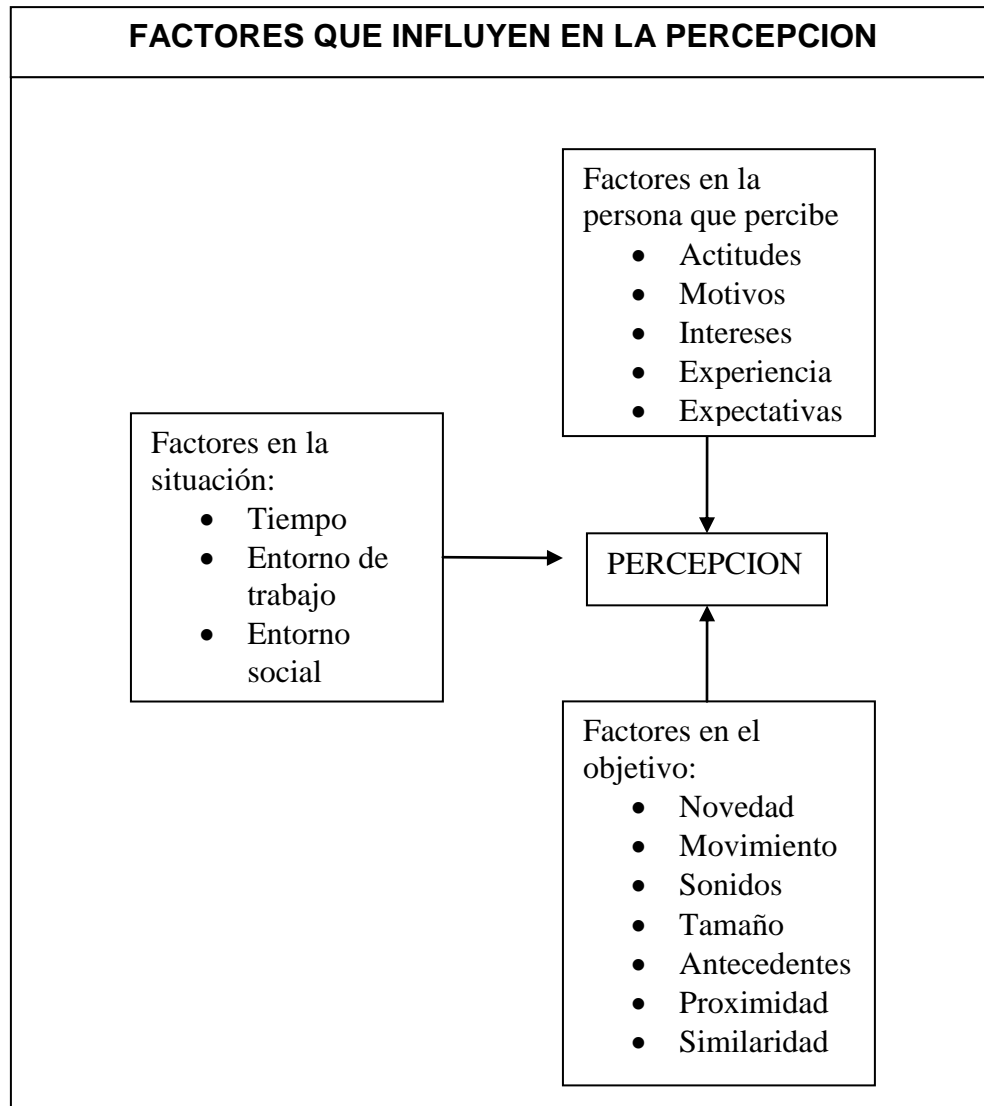 FACTORES QUE INFLUYEN EN LA PERCEPCION
Factores en la
persona que percibe
• Actitudes
• Motivos
• Intereses
• Experiencia
• Expectativas
Factores en la
situación:
• Tiempo
• Entorno de
trabajo
• Entorno
social
PERCEPCION
Factores en el
objetivo:
• Novedad
• Movimiento
• Sonidos
• Tamaño
• Antecedentes
• Proximidad
• Similaridad